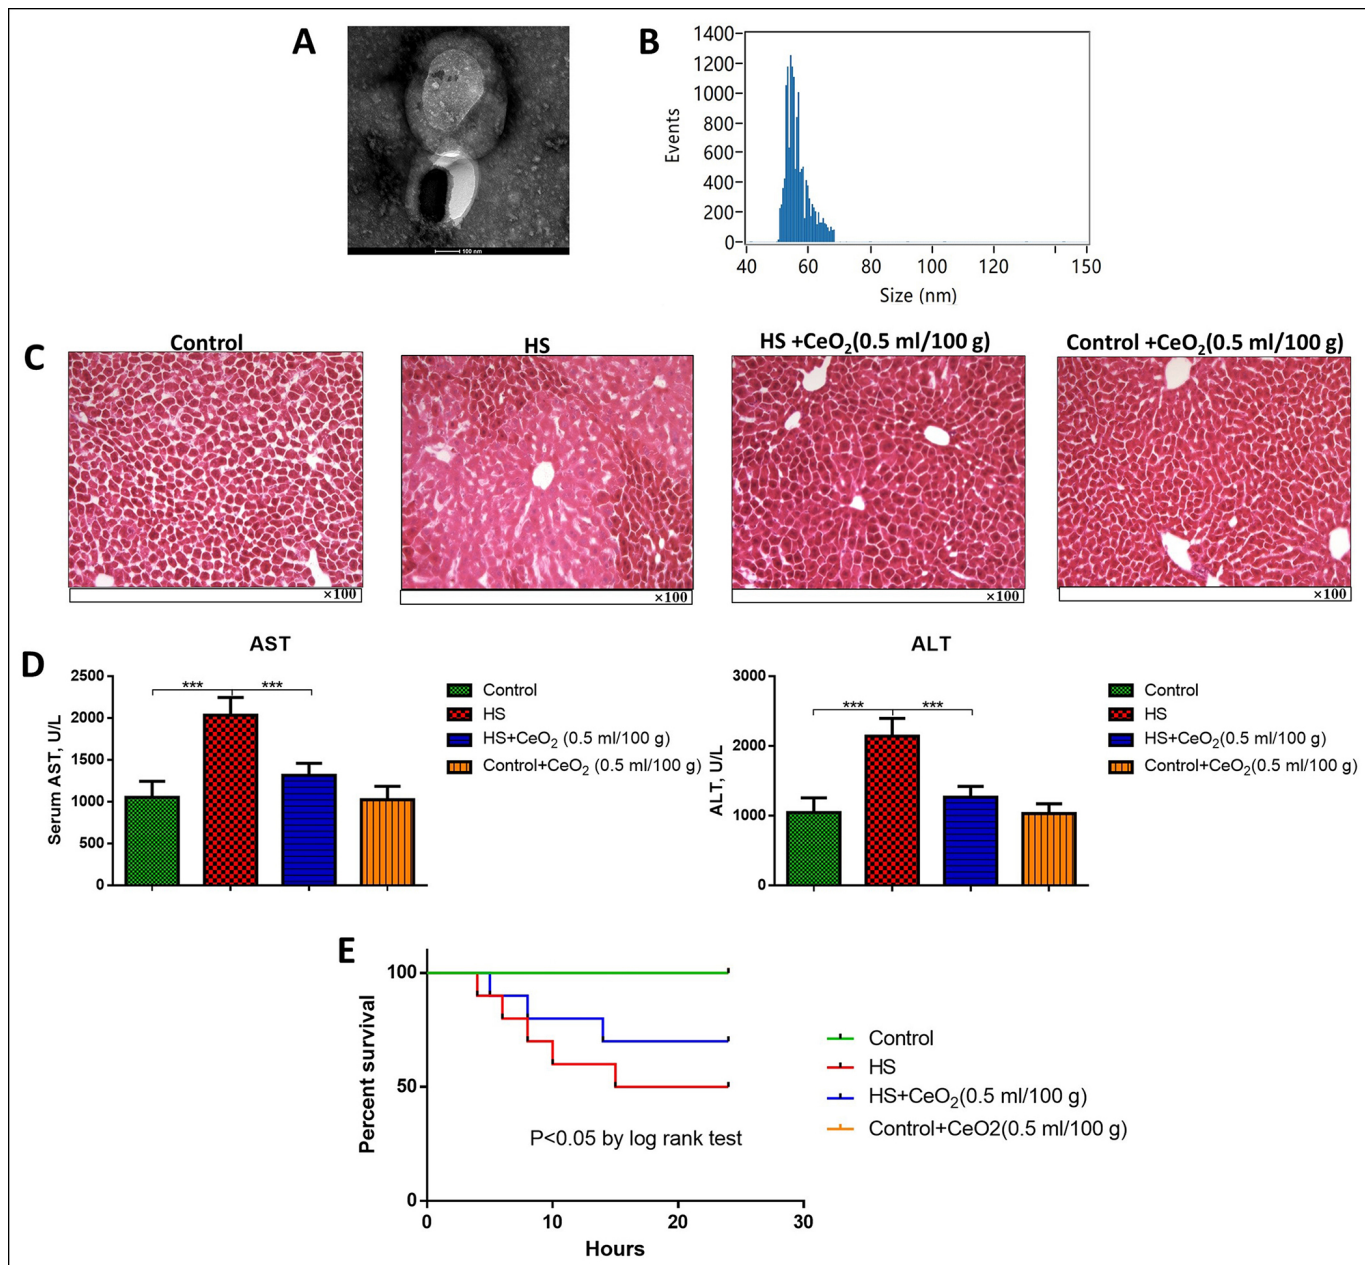 A
100 nm
B
1400
1200
1000
800
600
400
200
0
Events
40 60 80 100 120 150
Size (nm)
C
Control
HS
HS +CeO₂(0.5 ml/100 g)
Control +CeO₂(0.5 ml/100 g)
×100
×100
×100
×100
D
AST
2500
2000
1500
1000
500
0
Serum AST, U/L
*** ***
Control
HS
HS+CeO₂ (0.5 ml/100 g)
Control+CeO₂ (0.5 ml/100 g)
ALT
3000
2000
1000
0
ALT, U/L
*** ***
Control
HS
HS+CeO₂(0.5 ml/100 g)
Control+CeO₂(0.5 ml/100 g)
E
100
50
0
Percent survival
P<0.05 by log rank test
0 10 20 30
Hours
Control
HS
HS+CeO₂(0.5 ml/100 g)
Control+CeO2(0.5 ml/100 g)